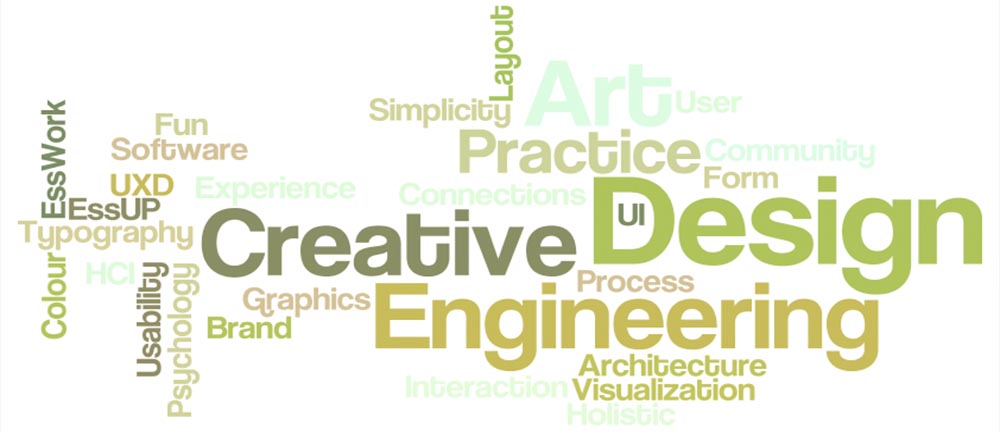 Layout
Art
User
Simplicity
EssWork
Fun
Software
Practice
Community
UXD
Experience
Connections
Form
EssUP
UI
Design
Typography
Creative
HCI
Colour
Usability
Psychology
Graphics
Process
Brand
Engineering
Architecture
Interaction
Visualization
Holistic